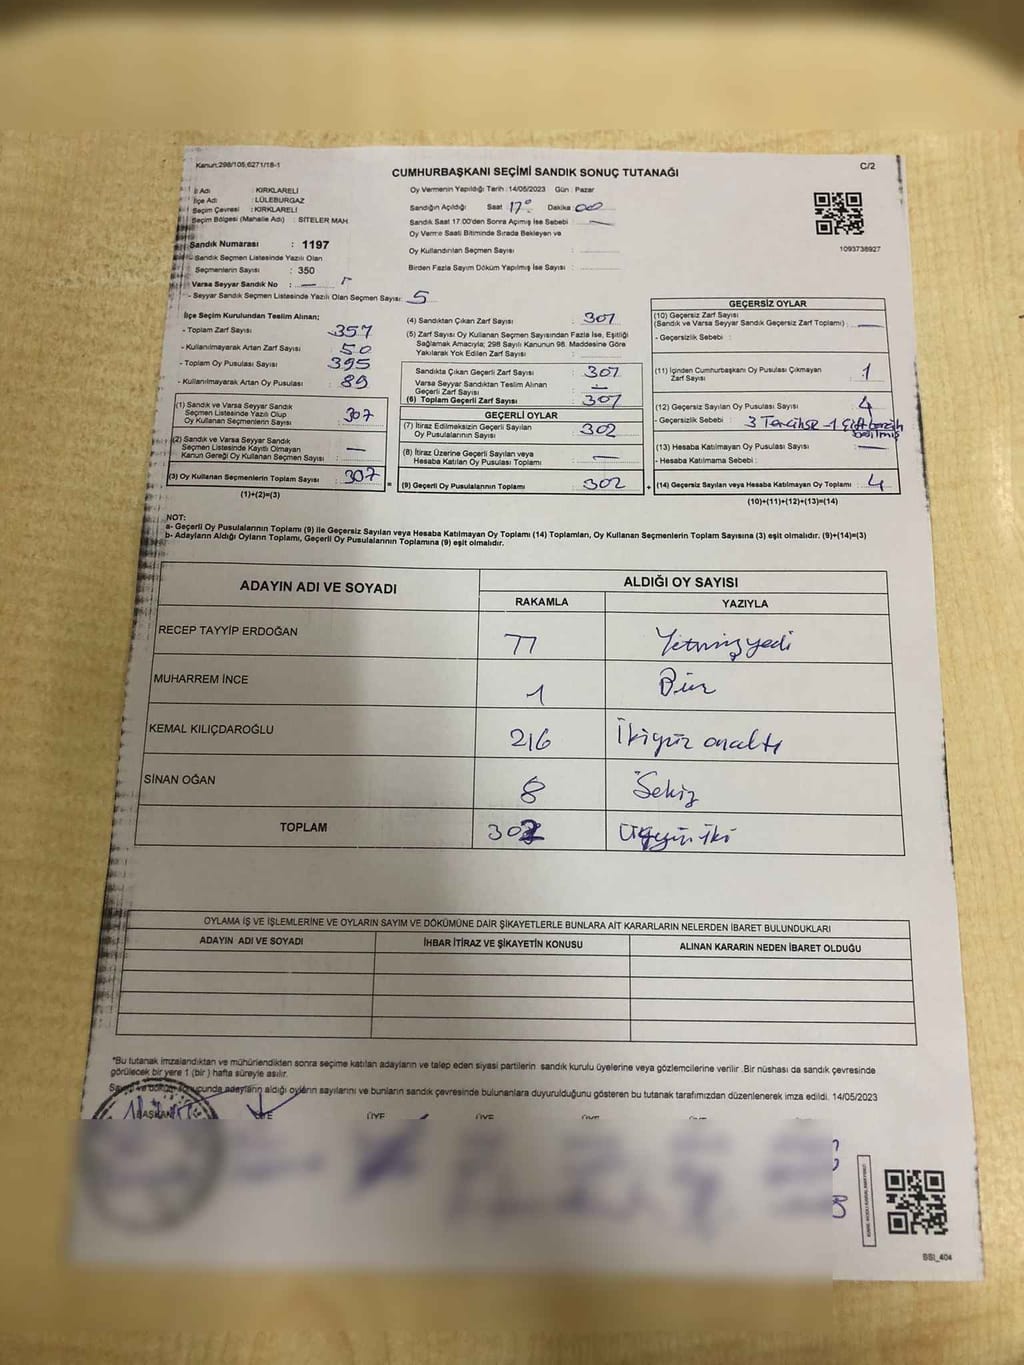 Kanun:298/105;6271/18-1
C/2
CUMHURBAŞKANI SEÇİMİ SANDIK SONUÇ TUTANAĞI
İl Adı : KIRKLARELİ
İlçe Adı : LÜLEBURGAZ
Seçim Çevresi : KIRKLARELİ
Seçim Bölgesi (Mahalle Adı) : SİTELER MAH.
Sandık Numarası : 1197
Sandık Seçmen Listesinde Yazılı Olan
Seçmenlerin Sayısı : 350
Varsa Seyyar Sandık No : —
- Seyyar Sandık Seçmen Listesinde Yazılı Olan Seçmen Sayısı: 5
Oy Vermenin Yapıldığı Tarih : 14/05/2023 Gün : Pazar
Sandığın Açıldığı Saat 17 Dakika 00
Sandık Saat 17.00'den Sonra Açımış İse Sebebi : —
Oy Verme Saati Bitiminde Sırada Bekleyen ve
Oy Kullandırılan Seçmen Sayısı :
Birden Fazla Sayım Döküm Yapılmış İse Sayısı :
1093738927
İlçe Seçim Kurulundan Teslim Alınan;
- Toplam Zarf Sayısı : 357
- Kullanılmayarak Artan Zarf Sayısı : 50
- Toplam Oy Pusulası Sayısı : 395
- Kullanılmayarak Artan Oy Pusulası : 89
(1) Sandık ve Varsa Seyyar Sandık
Seçmen Listesinde Yazılı Olup
Oy Kullanan Seçmenlerin Sayısı : 307
(2) Sandık ve Varsa Seyyar Sandık
Seçmen Listesinde Kayıtlı Olmayan
Kanun Gereği Oy Kullanan Seçmen Sayısı : —
(3) Oy Kullanan Seçmenlerin Toplam Sayısı : 307
(1)+(2)=(3)
(4) Sandıktan Çıkan Zarf Sayısı : 307
(5) Zarf Sayısı Oy Kullanan Seçmen Sayısından Fazla İse, Eşitliği
Sağlamak Amacıyla; 298 Sayılı Kanunun 98. Maddesine Göre
Yakılarak Yok Edilen Zarf Sayısı :
Sandıkta Çıkan Geçerli Zarf Sayısı : 307
Varsa Seyyar Sandıktan Teslim Alınan
Geçerli Zarf Sayısı : —
(6) Toplam Geçerli Zarf Sayısı : 307
GEÇERLİ OYLAR
(7) İtiraz Edilmeksizin Geçerli Sayılan
Oy Pusulalarının Sayısı : 302
(8) İtiraz Üzerine Geçerli Sayılan veya
Hesaba Katılan Oy Pusulası Toplamı : —
(9) Geçerli Oy Pusulalarının Toplamı : 302
GEÇERSİZ OYLAR
(10) Geçersiz Zarf Sayısı
(Sandık ve Varsa Seyyar Sandık Geçersiz Zarf Toplamı) : —
- Geçersizlik Sebebi :
(11) İçinden Cumhurbaşkanı Oy Pusulası Çıkmayan
Zarf Sayısı : 1
(12) Geçersiz Sayılan Oy Pusulası Sayısı : 4
- Geçersizlik Sebebi : 3 Tercihsiz -1 Çift tercih
(13) Hesaba Katılmayan Oy Pusulası Sayısı : —
- Hesaba Katılmama Sebebi :
(14) Geçersiz Sayılan veya Hesaba Katılmayan Oy Toplamı : 4
(10)+(11)+(12)+(13)=(14)
NOT:
a- Geçerli Oy Pusulalarının Toplamı (9) ile Geçersiz Sayılan veya Hesaba Katılmayan Oy Toplamı (14) Toplamları, Oy Kullanan Seçmenlerin Toplam Sayısına (3) eşit olmalıdır. (9)+(14)=(3)
b- Adayların Aldığı Oyların Toplamı, Geçerli Oy Pusulalarının Toplamına (9) eşit olmalıdır.
ADAYIN ADI VE SOYADI ALDIĞI OY SAYISI
RAKAMLA YAZIYLA
RECEP TAYYİP ERDOĞAN 77 Yetmişyedi
MUHARREM İNCE 1 Bir
KEMAL KILIÇDAROĞLU 216 İkiyüz onaltı
SİNAN OĞAN 8 Sekiz
TOPLAM 302 Üçyüz iki
OYLAMA İŞ VE İŞLEMLERİNE VE OYLARIN SAYIM VE DÖKÜMÜNE DAİR ŞİKAYETLERLE BUNLARA AİT KARARLARIN NELERDEN İBARET BULUNDUKLARI
ADAYIN ADI VE SOYADI İHBAR İTİRAZ VE ŞİKAYETİN KONUSU ALINAN KARARIN NEDEN İBARET OLDUĞU
*Bu tutanak imzalandıktan ve mühürlendikten sonra seçime katılan adayların ve talep eden siyasi partilerin sandık kurulu üyelerine veya gözlemcilerine verilir .Bir nüshası da sandık çevresinde
görülecek bir yere 1 (bir) hafta süreyle asılır.
Sayım ve döküm sonucunda adayların aldığı oyların sayılarını ve bunların sandık çevresinde bulunanlara duyurulduğunu gösteren bu tutanak tarafımızdan düzenlenerek imza edildi. 14/05/2023
BAŞKAN ÜYE ÜYE ÜYE ÜYE
SSI_404